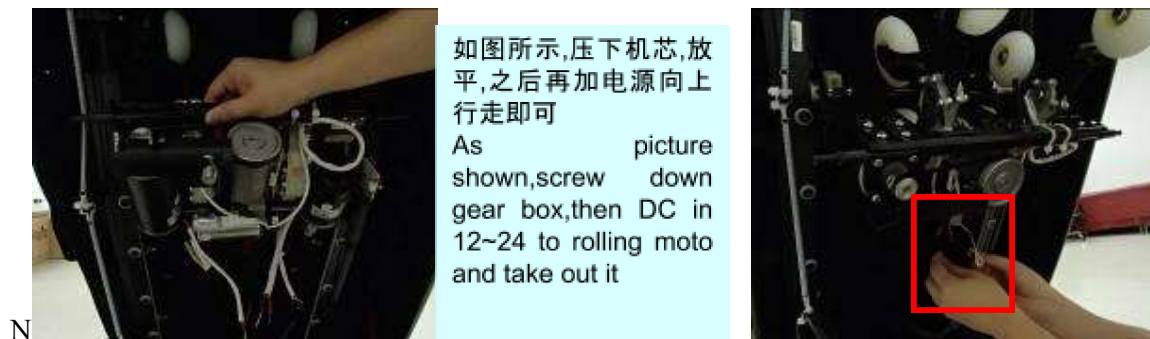 如图所示,压下机芯,放
平,之后再加电源向上
行走即可
As picture
shown,screw down
gear box,then DC in
12~24 to rolling moto
and take out it
N